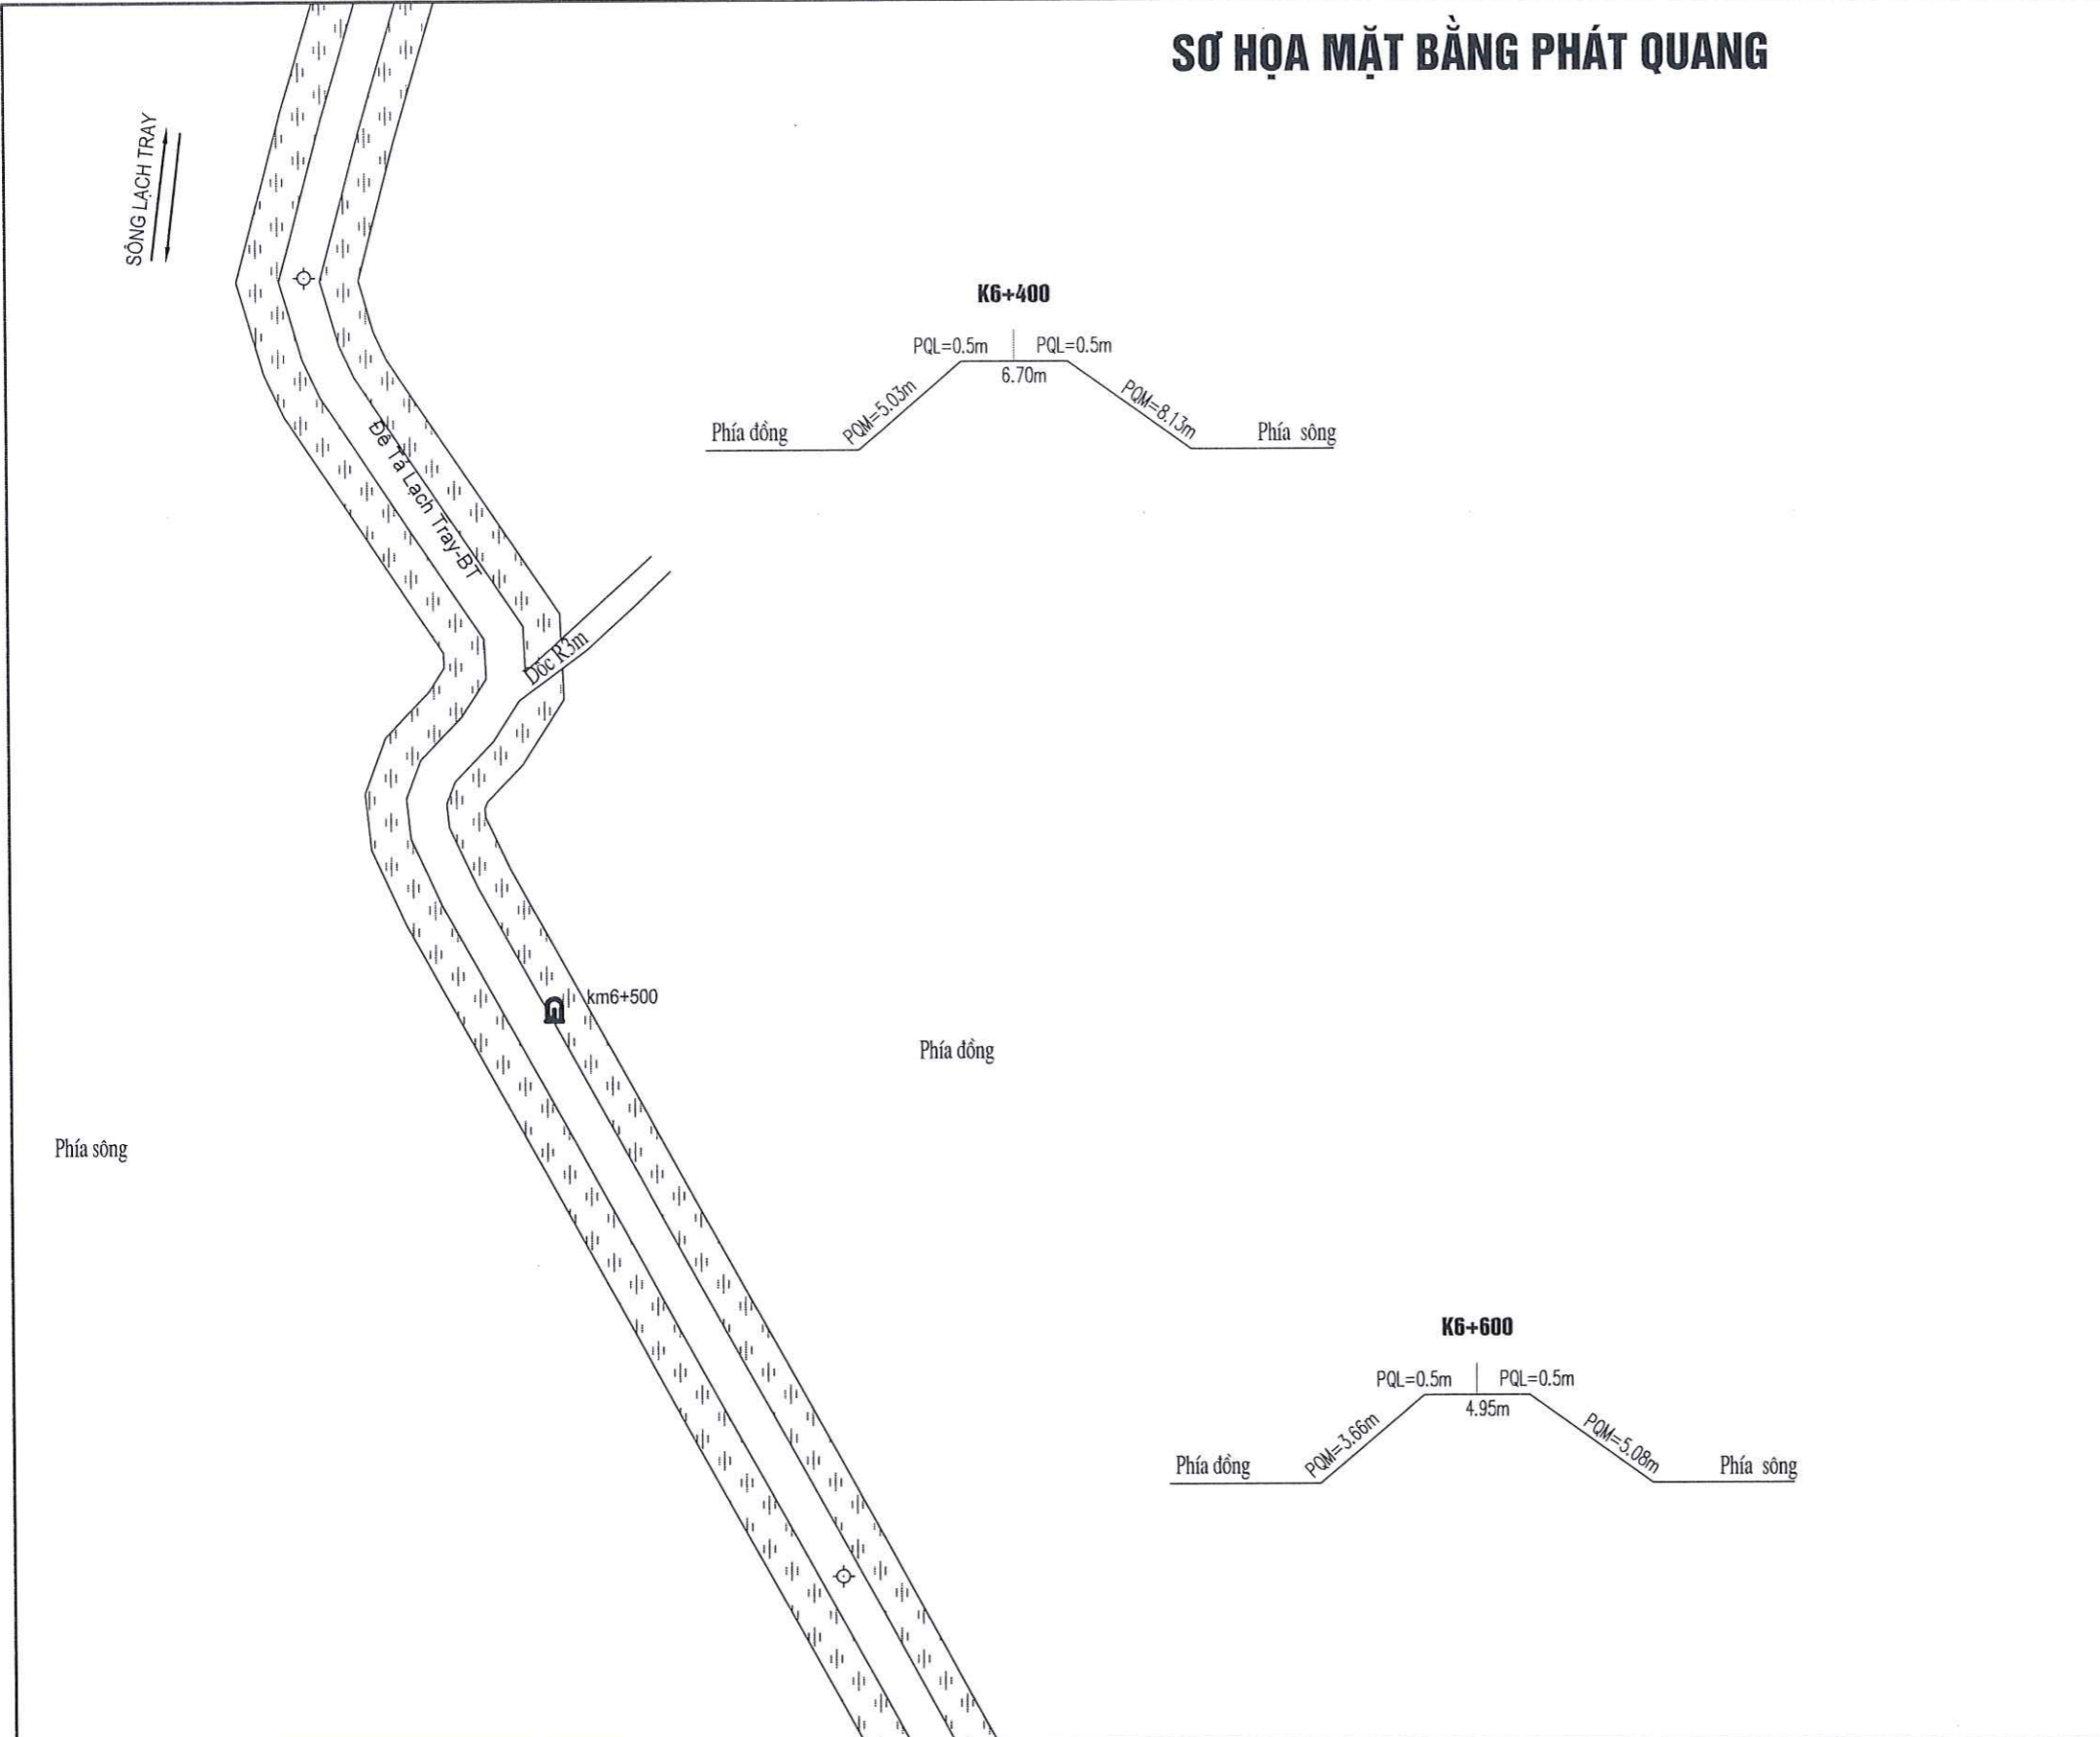 SƠ HỌA MẶT BẰNG PHÁT QUANG
SÔNG LẠCH TRAY
K6+400
PQL=0.5m PQL=0.5m
6.70m
PQM=5.03m
PQM=8.13m
Phía đồng
Phía sông
Đê Tả Lạch Tray-BT
Dốc R3m
km6+500
Phía đồng
Phía sông
K6+600
PQL=0.5m PQL=0.5m
4.95m
PQM=3.66m
PQM=5.08m
Phía đồng
Phía sông